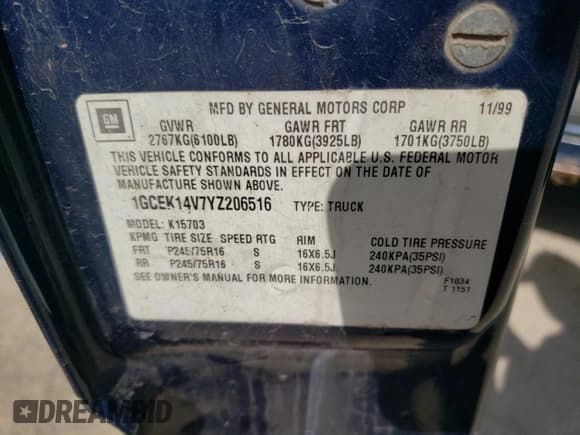 GM
MFD BY GENERAL MOTORS CORP 11/99
GVWR GAWR FRT GAWR RR
2767KG(6100LB) 1780KG(3925LB) 1701KG(3750LB)
THIS VEHICLE CONFORMS TO ALL APPLICABLE U.S. FEDERAL MOTOR
VEHICLE SAFETY STANDARDS IN EFFECT ON THE DATE OF
MANUFACTURE SHOWN ABOVE.
1GCEK14V7YZ206516 TYPE: TRUCK
MODEL: K15703
KPMG TIRE SIZE SPEED RTG RIM COLD TIRE PRESSURE
FRT P245/75R16 S 16X6.5J 240KPA(35PSI)
RR P245/75R16 S 16X6.5J 240KPA(35PSI)
SEE OWNER'S MANUAL FOR MORE INFORMATION.
F1034
T 1151
DREAMBID